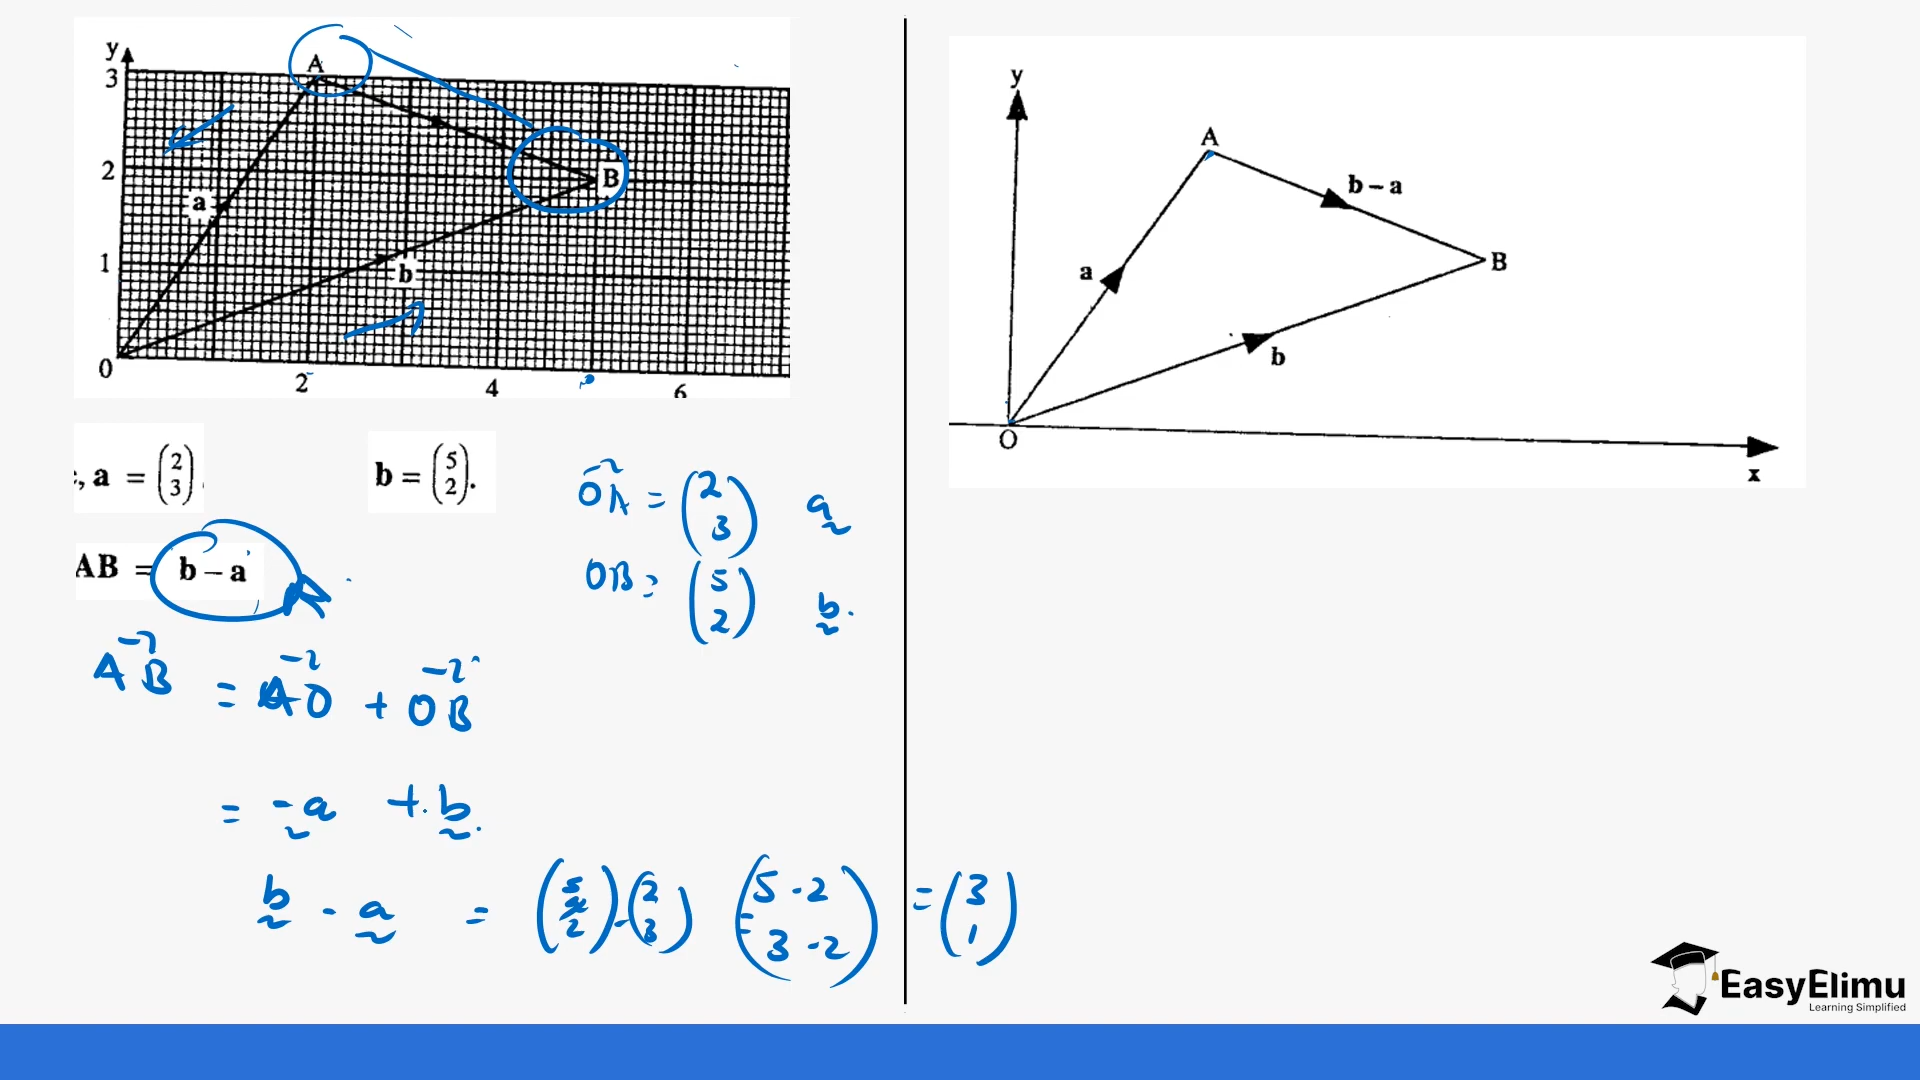 y
3
A
2
B
a
1
b
0
2
4
6
, a = (2 3)
b = (5 2).
AB = b – a
OA = (2 3) a
OB = (5 2) b.
AB = AO + OB
= -a + b.
b - a = (5 2) - (2 3) = (5 - 2 3 - 2) = (3 1)
y
A
b – a
a
B
b
O
x
EasyElimu
Learning Simplified